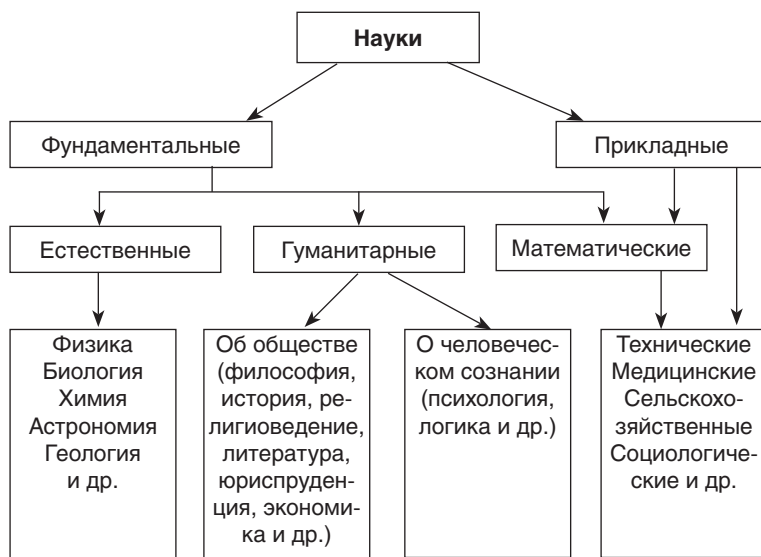 Науки
Фундаментальные
Прикладные
Естественные
Гуманитарные
Математические
Физика
Биология
Химия
Астрономия
Геология
и др.
Об обществе
(философия,
история, ре-
лигиоведение,
литература,
юриспруден-
ция, экономи-
ка и др.)
О человечес-
ком сознании
(психология,
логика и др.)
Технические
Медицинские
Сельскохо-
зяйственные
Социологиче-
ские и др.